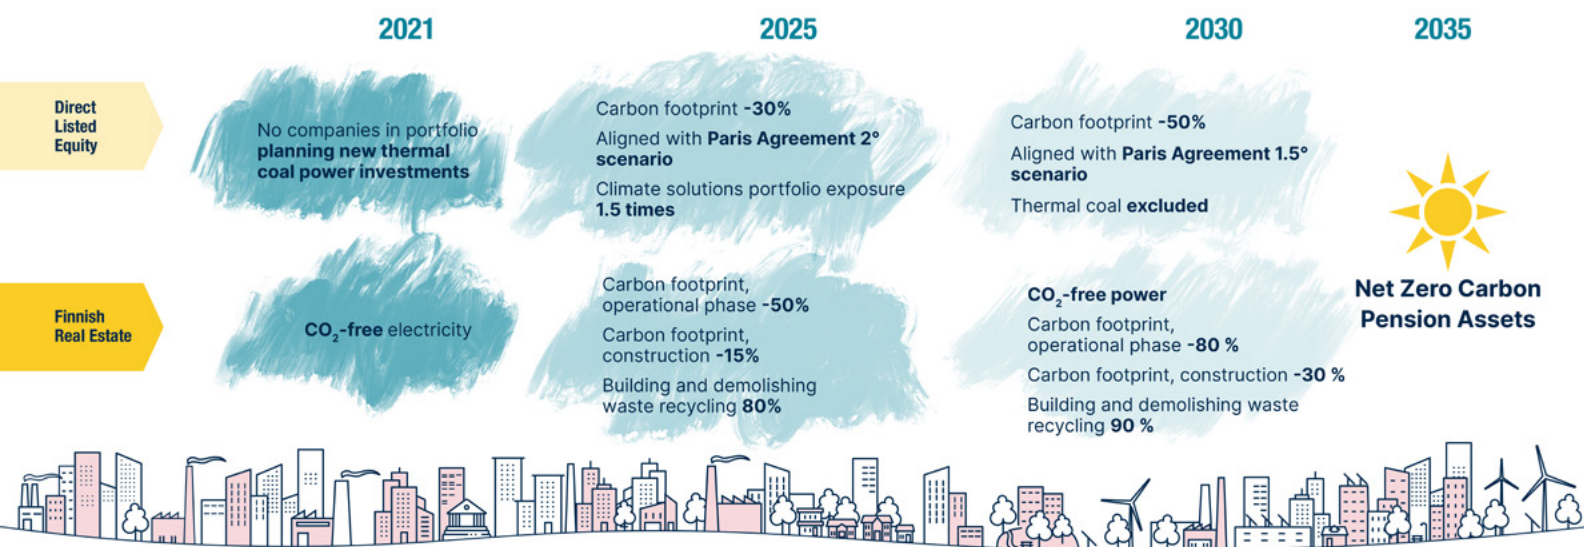 2021
2025
2030
2035
Direct
Listed
Equity
No companies in portfolio
planning new thermal
coal power investments
Carbon footprint -30%
Aligned with Paris Agreement 2°
scenario
Climate solutions portfolio exposure
1.5 times
Carbon footprint -50%
Aligned with Paris Agreement 1.5°
scenario
Thermal coal excluded
Finnish
Real Estate
CO₂-free electricity
Carbon footprint,
operational phase -50%
Carbon footprint,
construction -15%
Building and demolishing
waste recycling 80%
CO₂-free power
Carbon footprint,
operational phase -80 %
Carbon footprint, construction -30 %
Building and demolishing waste
recycling 90 %
Net Zero Carbon
Pension Assets